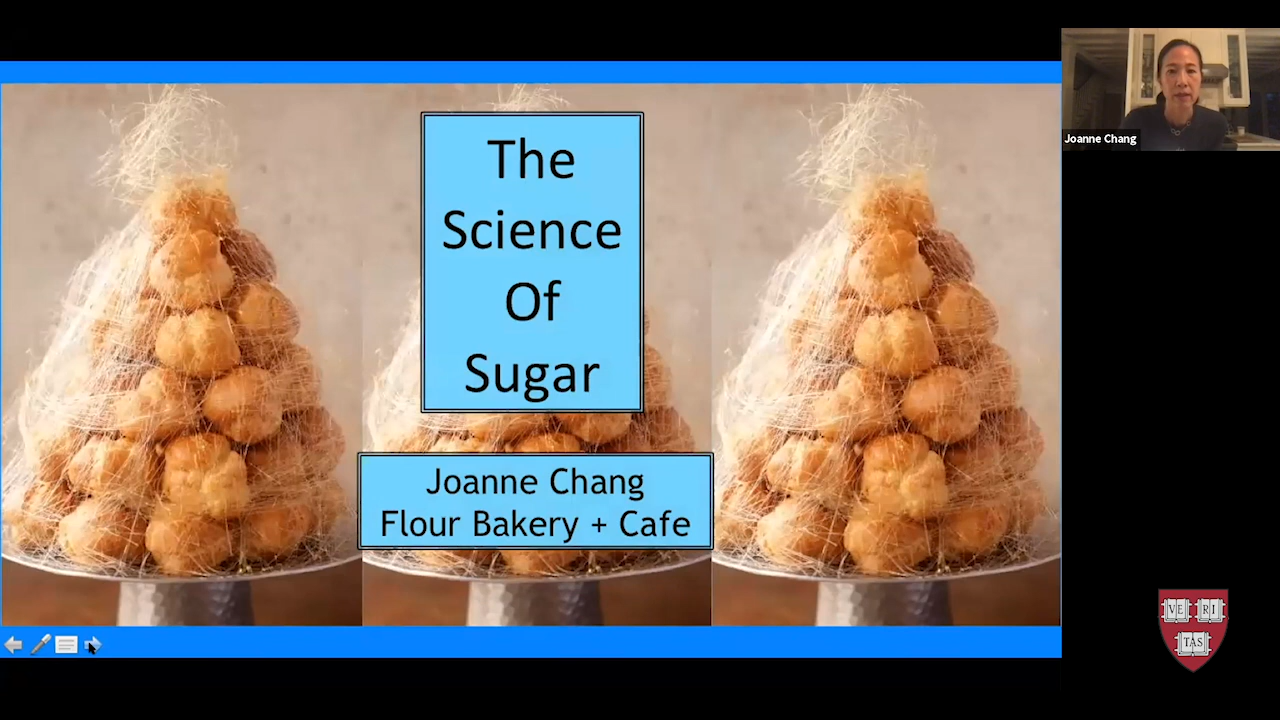 The
Science
Of
Sugar
Joanne Chang
Flour Bakery + Cafe
Joanne Chang
VE RI
TAS